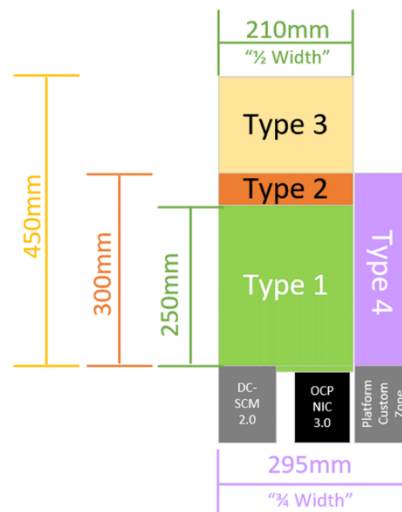 210mm
“½ Width”
Type 3
Type 2
Type 1
Type 4
450mm
300mm
250mm
DC-
SCM
2.0
OCP
NIC
3.0
Platform
Custom
Zone
295mm
“¾ Width”